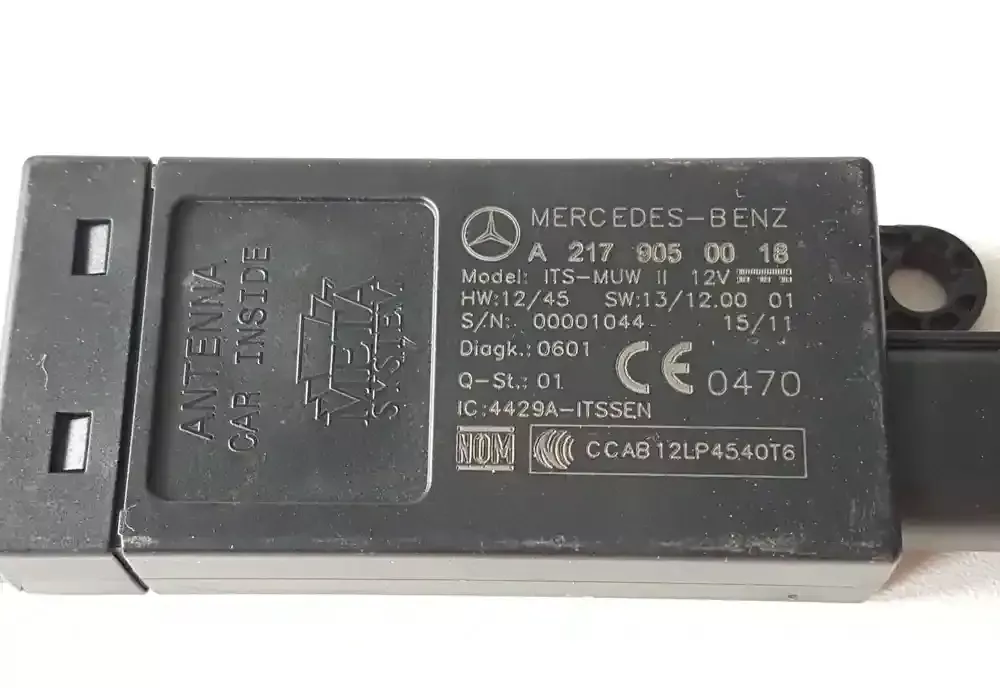 ANTENNA
CAR INSIDE
META
SYSTEM
MERCEDES-BENZ
A 217 905 00 18
Model: ITS-MUW II 12V
HW:12/45 SW:13/12.00 01
S/N: 00001044 15/11
Diagk.:0601
Q-St.: 01 CE 0470
IC:4429A-ITSSEN
NOM CCAB12LP4540T6